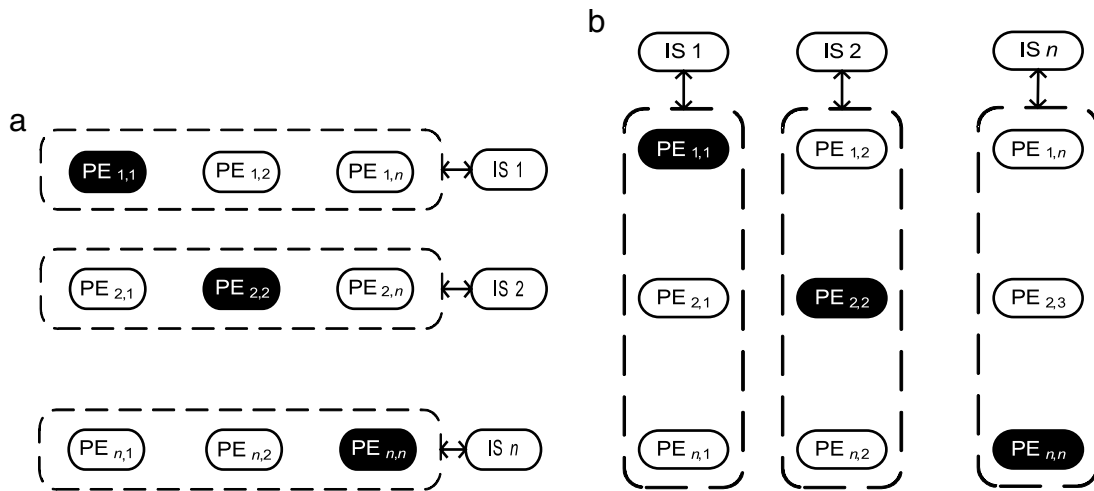 a
PE 1,1 PE 1,2 PE 1,n IS 1
PE 2,1 PE 2,2 PE 2,n IS 2
PE n,1 PE n,2 PE n,n IS n
b
IS 1 IS 2 IS n
PE 1,1 PE 1,2 PE 1,n
PE 2,1 PE 2,2 PE 2,3
PE n,1 PE n,2 PE n,n